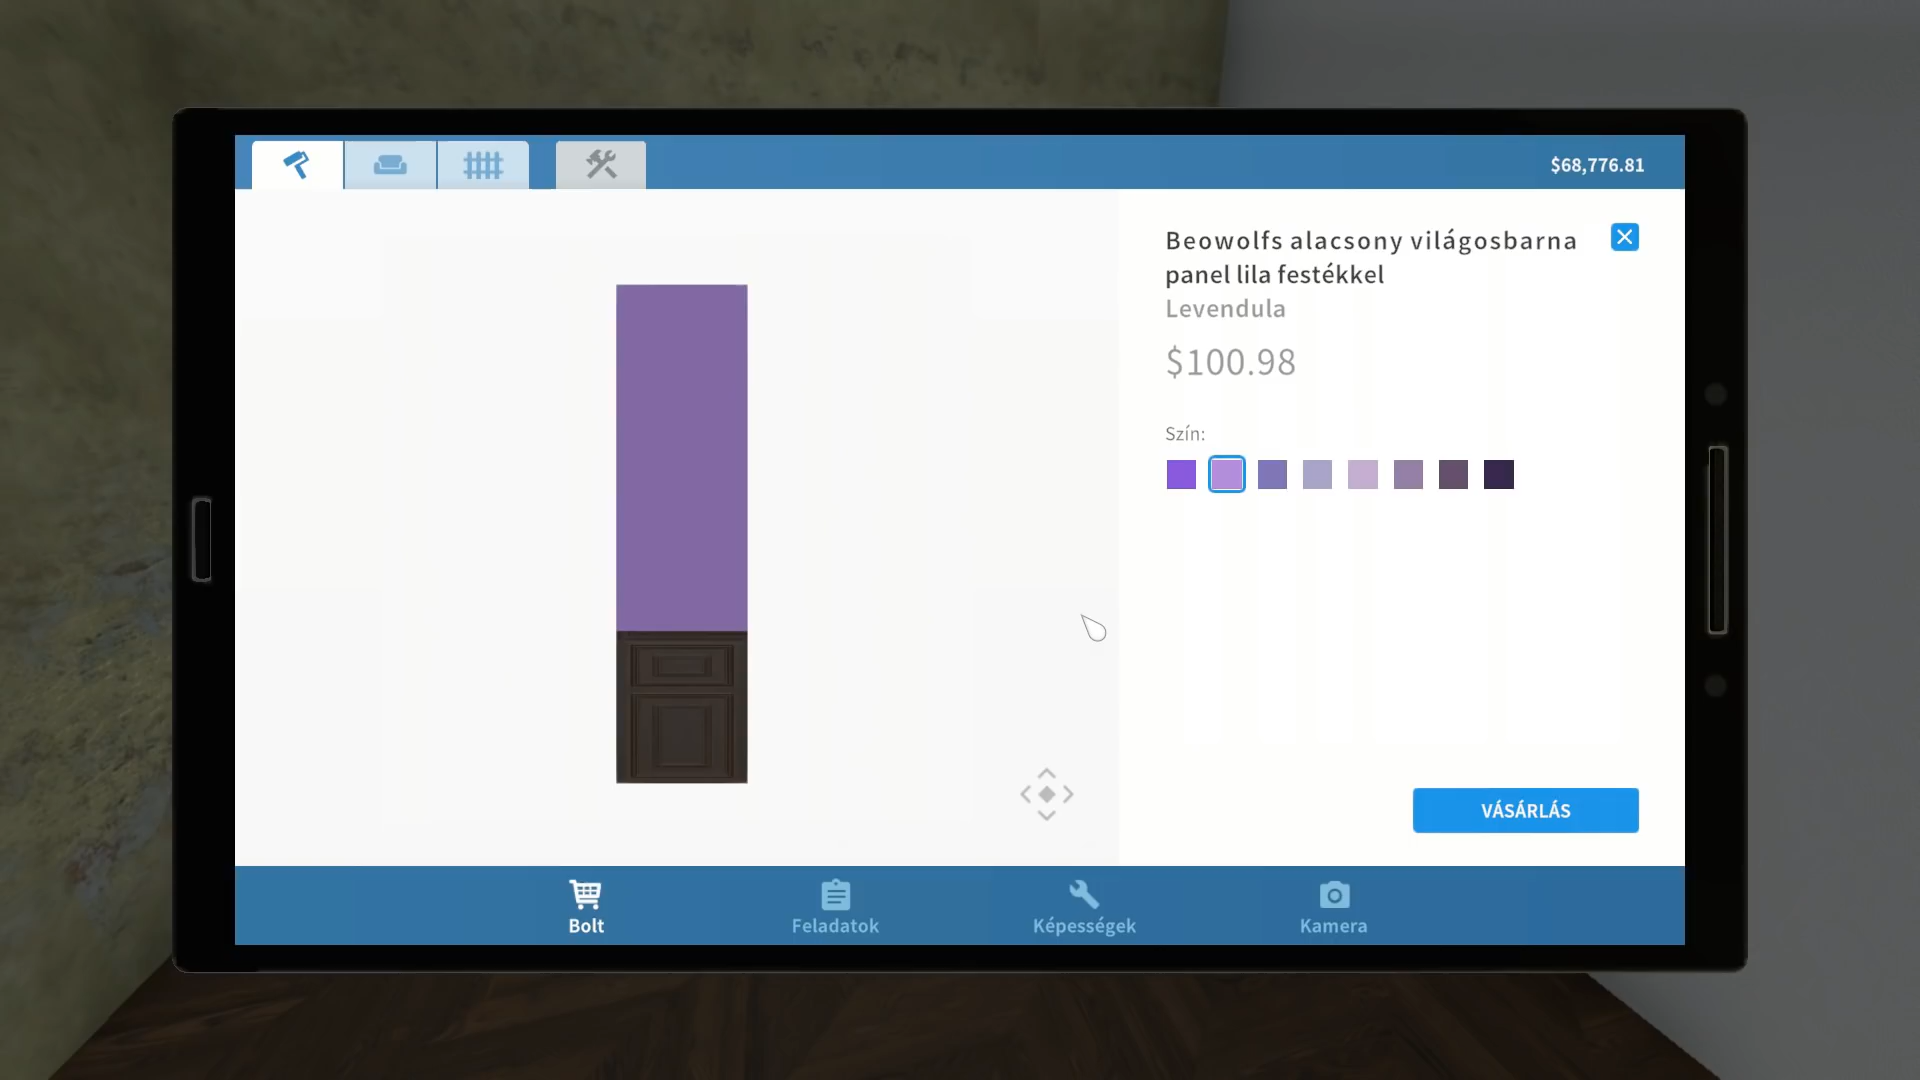 $68,776.81
Beowolfs alacsony világosbarna
panel lila festékkel
Levendula
$100.98
Szín:
VÁSÁRLÁS
Bolt
Feladatok
Képességek
Kamera